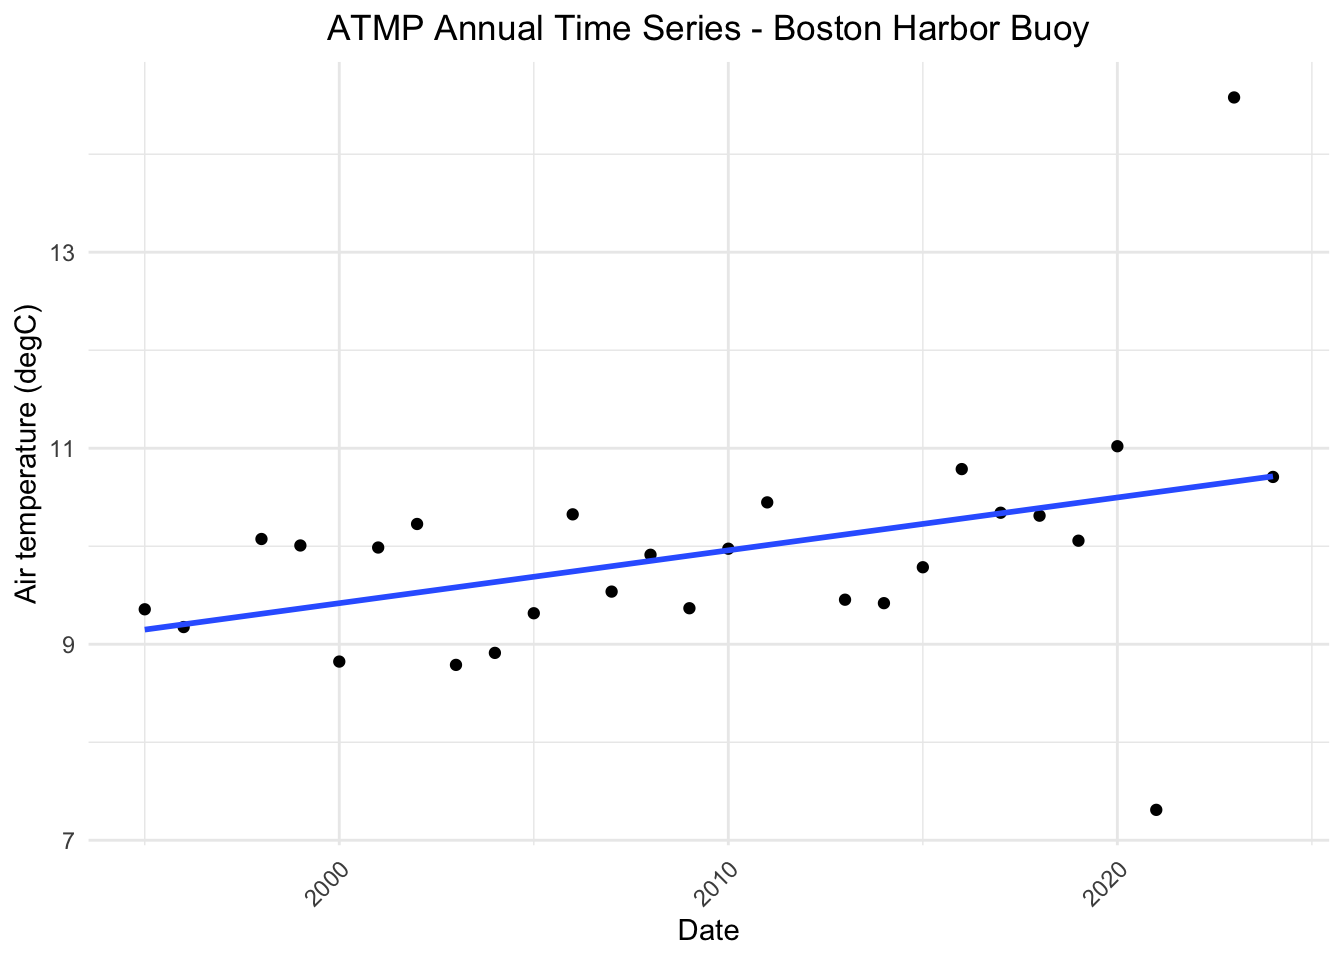 ATMP Annual Time Series - Boston Harbor Buoy
Air temperature (degC)
13
11
9
7
2000
2010
2020
Date